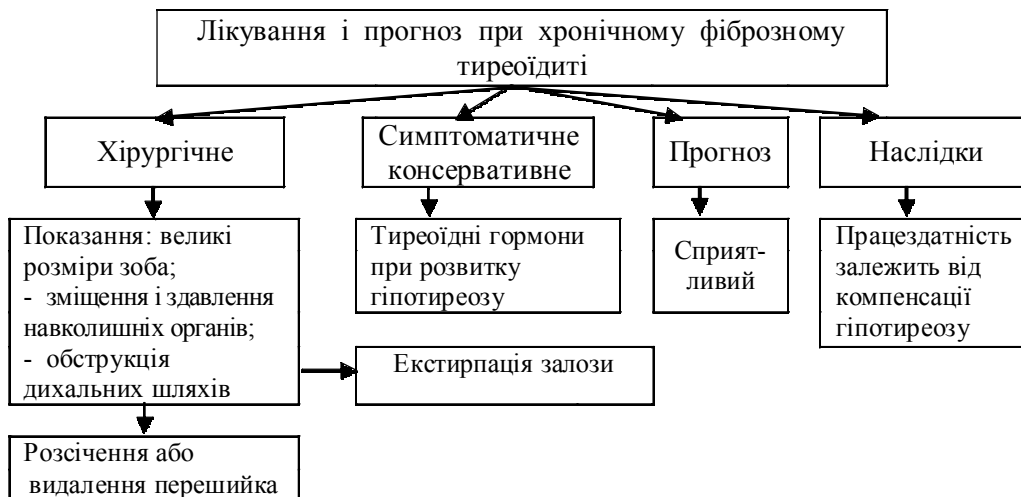 Лікування і прогноз при хронічному фіброзному
тиреоїдиті
Хірургічне
Симптоматичне
консервативне
Прогноз
Наслідки
Показання: великі
розміри зоба;
- зміщення і здавлення
навколишніх органів;
- обструкція
дихальних шляхів
Тиреоїдні гормони
при розвитку
гіпотиреозу
Сприят-
ливий
Працездатність
залежить від
компенсації
гіпотиреозу
Екстирпація залози
Розсічення або
видалення перешийка